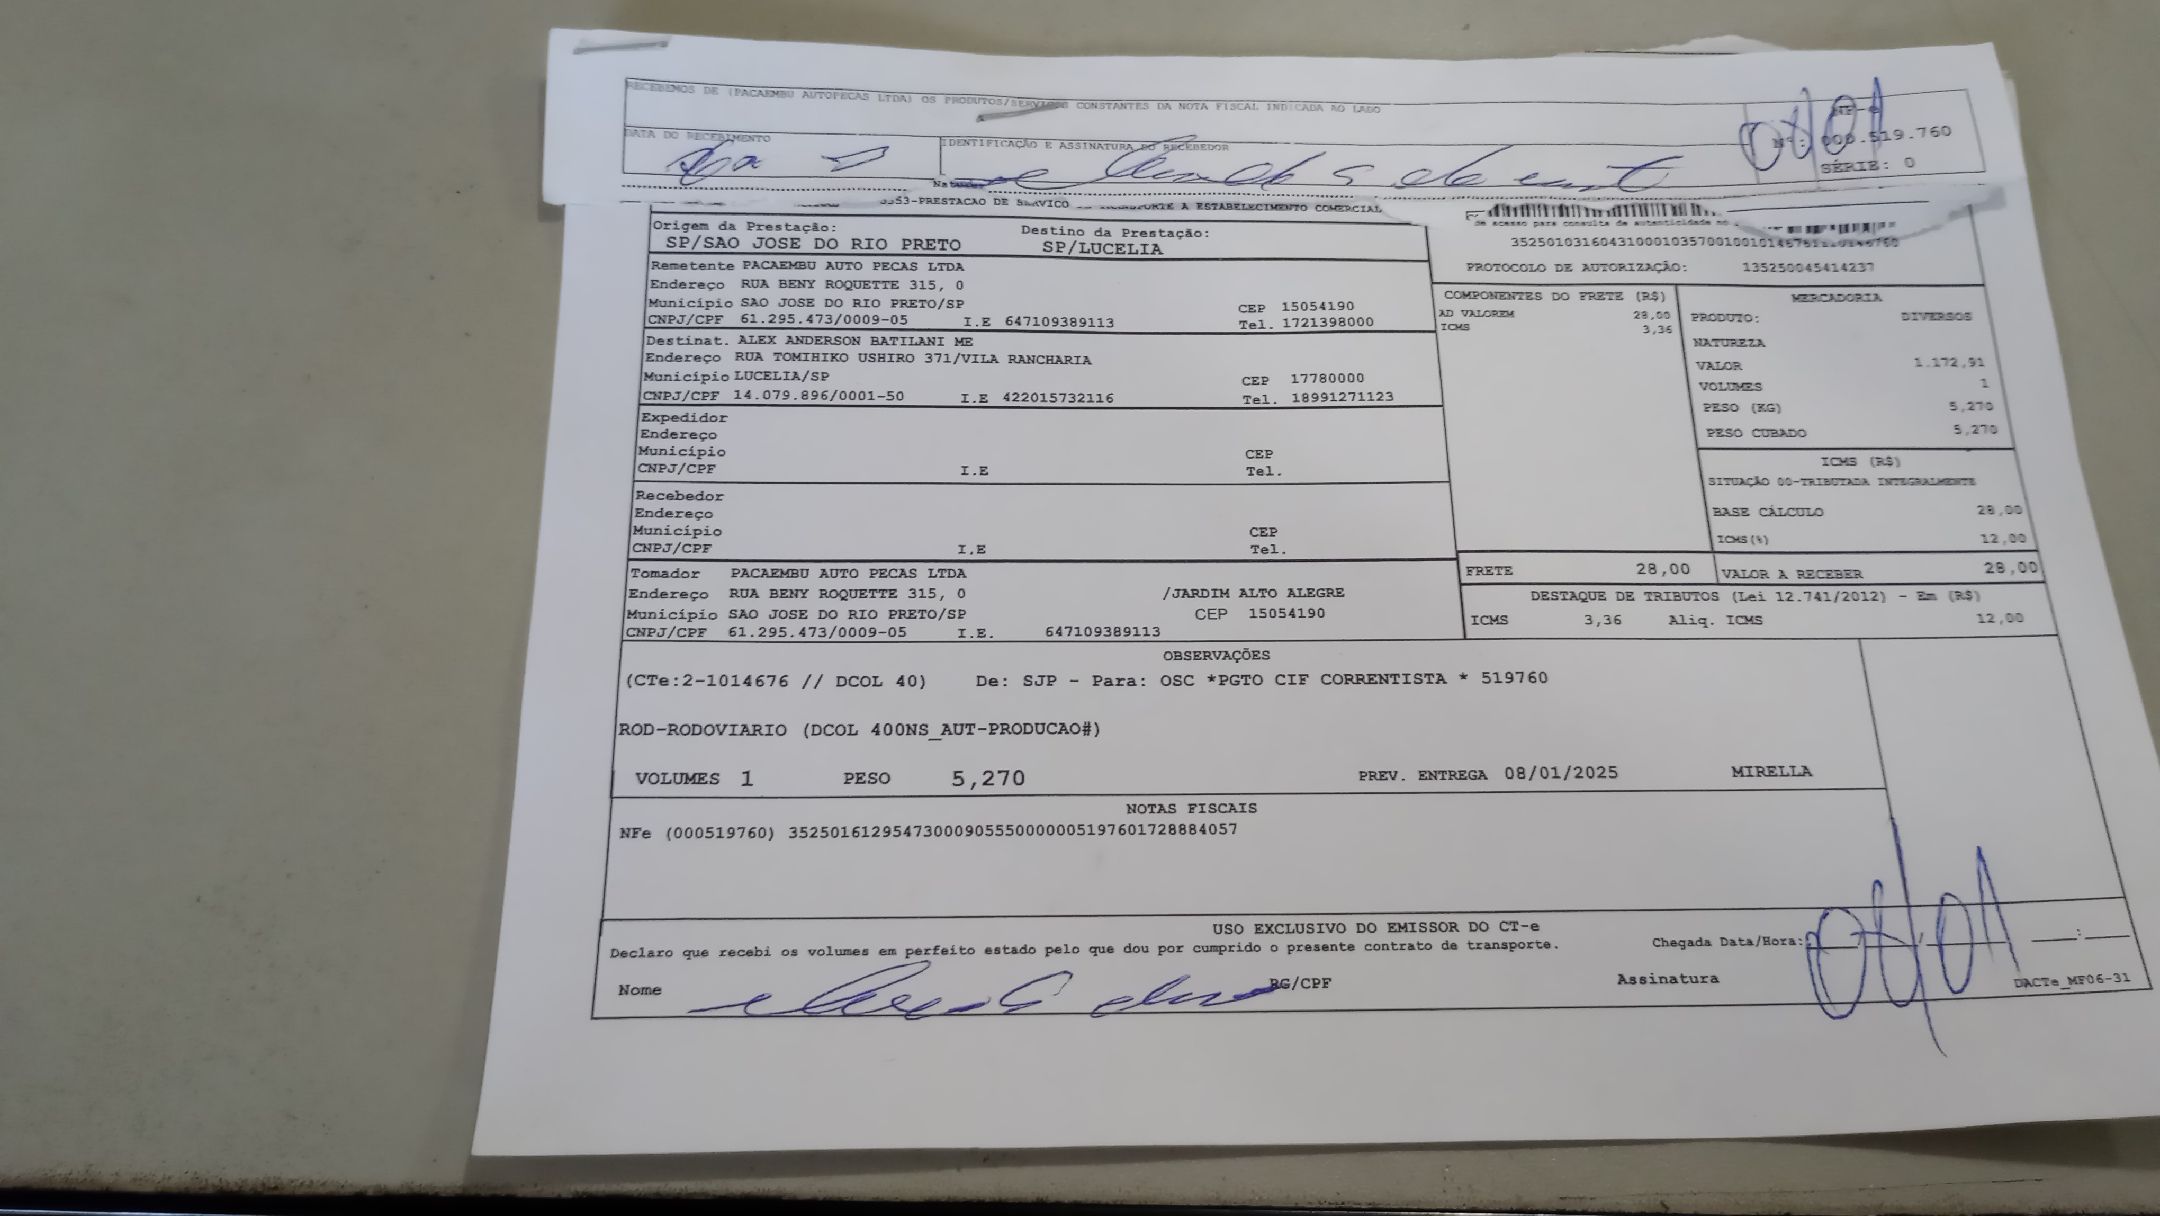 RECEBEMOS DE (PACAEMBU AUTOPECAS LTDA) OS PRODUTOS/SERVIÇOS CONSTANTES DA NOTA FISCAL INDICADA AO LADO
NF-e
DATA DO RECEBIMENTO IDENTIFICAÇÃO E ASSINATURA DO RECEBEDOR Nº: 000.519.760
SÉRIE: 0
5353-PRESTACAO DE SERVICO DE TRANSPORTE A ESTABELECIMENTO COMERCIAL
de acesso para consulta de autenticidade no
Origem da Prestação: Destino da Prestação:
SP/SAO JOSE DO RIO PRETO SP/LUCELIA
PROTOCOLO DE AUTORIZAÇÃO: 135250045414237
Remetente PACAEMBU AUTO PECAS LTDA
Endereço RUA BENY ROQUETTE 315, 0
Município SAO JOSE DO RIO PRETO/SP CEP 15054190
CNPJ/CPF 61.295.473/0009-05 I.E 647109389113 Tel. 1721398000
Destinat. ALEX ANDERSON BATILANI ME
Endereço RUA TOMIHIKO USHIRO 371/VILA RANCHARIA
Município LUCELIA/SP CEP 17780000
CNPJ/CPF 14.079.896/0001-50 I.E 422015732116 Tel. 18991271123
Expedidor
Endereço
Município CEP
CNPJ/CPF I.E Tel.
Recebedor
Endereço
Município CEP
CNPJ/CPF I.E Tel.
Tomador PACAEMBU AUTO PECAS LTDA
Endereço RUA BENY ROQUETTE 315, 0 /JARDIM ALTO ALEGRE
Município SAO JOSE DO RIO PRETO/SP CEP 15054190
CNPJ/CPF 61.295.473/0009-05 I.E. 647109389113
COMPONENTES DO FRETE (R$)
AD VALOREM 28,00
ICMS 3,36
MERCADORIA
PRODUTO: DIVERSOS
NATUREZA
VALOR 1.172,91
VOLUMES 1
PESO (KG) 5,270
PESO CUBADO 5,270
ICMS (R$)
SITUAÇÃO 00-TRIBUTADA INTEGRALMENTE
BASE CÁLCULO 28,00
ICMS(%) 12,00
FRETE 28,00 VALOR A RECEBER 28,00
DESTAQUE DE TRIBUTOS (Lei 12.741/2012) - Em (R$)
ICMS 3,36 Aliq. ICMS 12,00
OBSERVAÇÕES
(CTe:2-1014676 // DCOL 40) De: SJP - Para: OSC *PGTO CIF CORRENTISTA * 519760
ROD-RODOVIARIO (DCOL 400NS_AUT-PRODUCAO#)
VOLUMES 1 PESO 5,270 PREV. ENTREGA 08/01/2025 MIRELLA
NOTAS FISCAIS
NFe (000519760) 35250161295473000905550000005197601728884057
USO EXCLUSIVO DO EMISSOR DO CT-e
Declaro que recebi os volumes em perfeito estado pelo que dou por cumprido o presente contrato de transporte. Chegada Data/Hora:
Nome RG/CPF Assinatura DACTe_MF06-31